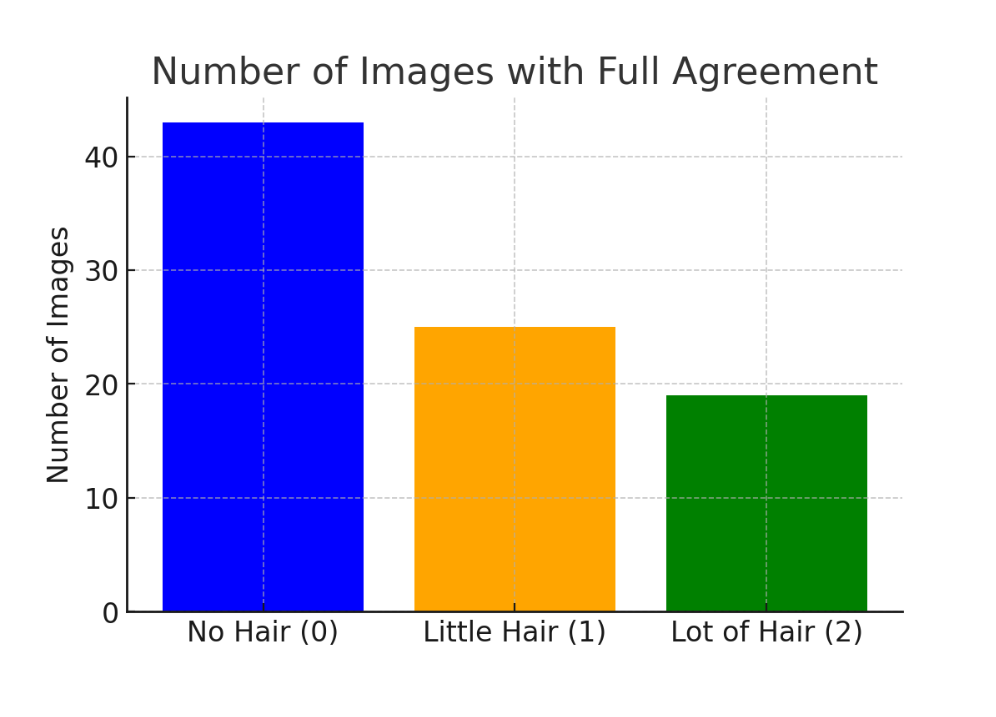 Number of Images with Full Agreement
Number of Images
40
30
20
10
0
No Hair (0)
Little Hair (1)
Lot of Hair (2)